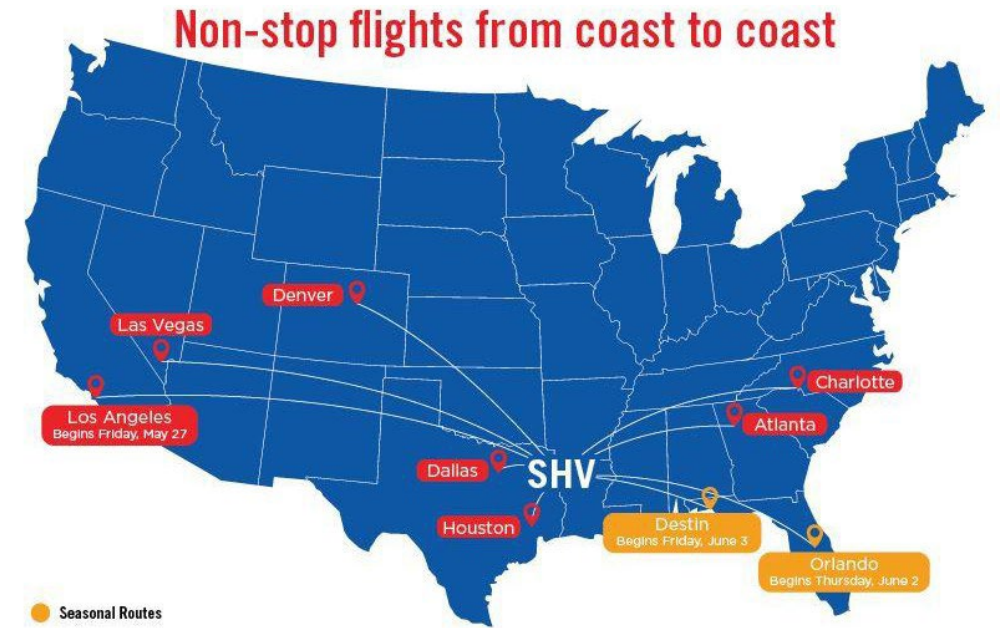 Non-stop flights from coast to coast
Denver
Las Vegas
Los Angeles
Begins Friday, May 27
Charlotte
Atlanta
Dallas
SHV
Houston
Destin
Begins Friday, June 3
Orlando
Begins Thursday, June 2
Seasonal Routes